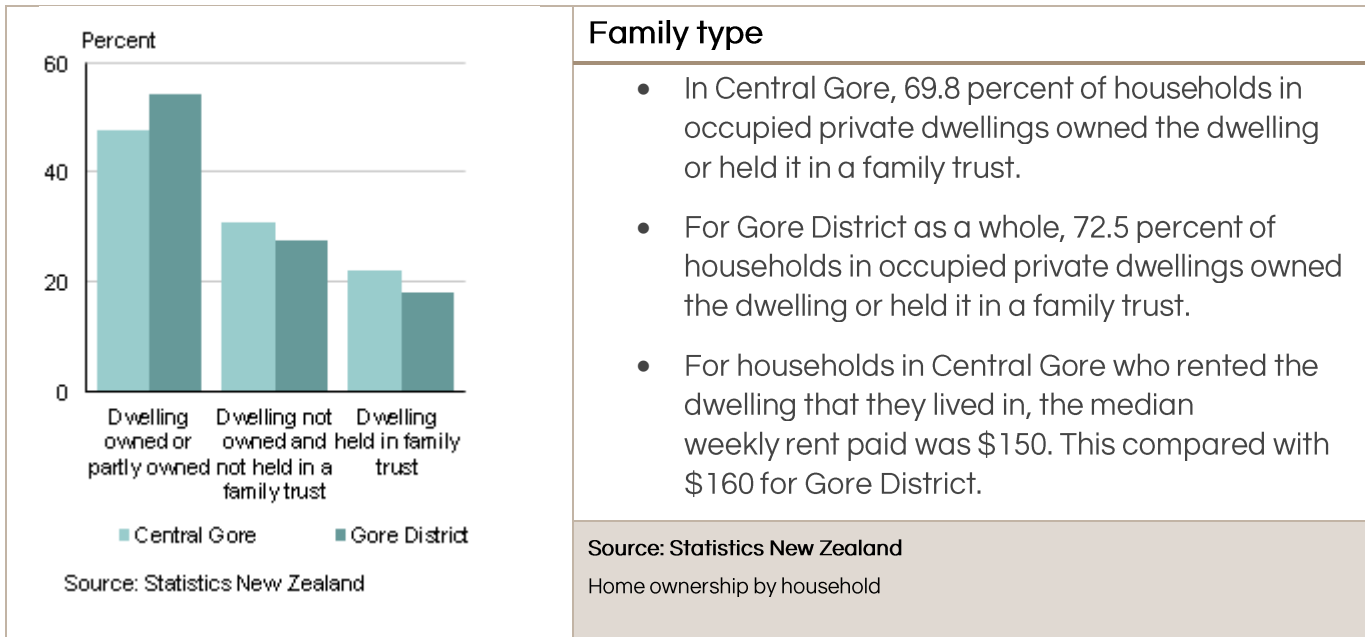 Percent
60
40
20
0
Dwelling owned or partly owned
Dwelling not owned and not held in a family trust
Dwelling held in family trust
Central Gore
Gore District
Source: Statistics New Zealand
Family type
• In Central Gore, 69.8 percent of households in
occupied private dwellings owned the dwelling
or held it in a family trust.
• For Gore District as a whole, 72.5 percent of
households in occupied private dwellings owned
the dwelling or held it in a family trust.
• For households in Central Gore who rented the
dwelling that they lived in, the median
weekly rent paid was $150. This compared with
$160 for Gore District.
Source: Statistics New Zealand
Home ownership by household